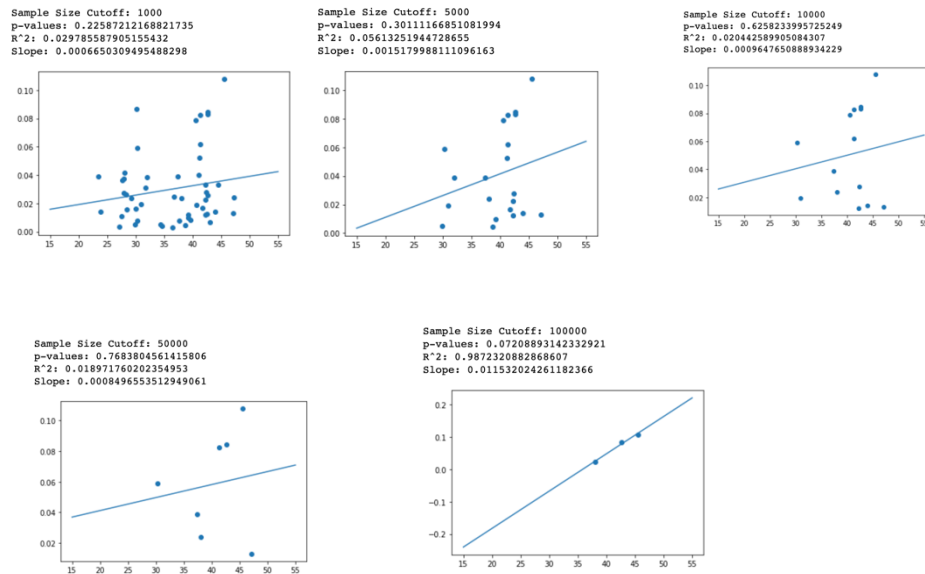 Sample Size Cutoff: 1000
p-values: 0.22587212168821735
R^2: 0.029785587905155432
Slope: 0.0006650309495488298
0.10
0.08
0.06
0.04
0.02
0.00
15 20 25 30 35 40 45 50 55
Sample Size Cutoff: 5000
p-values: 0.30111166851081994
R^2: 0.05613251944728655
Slope: 0.0015179988111096163
0.10
0.08
0.06
0.04
0.02
0.00
15 20 25 30 35 40 45 50 55
Sample Size Cutoff: 10000
p-values: 0.6258233995725249
R^2: 0.020442589905084307
Slope: 0.0009647650888934229
0.10
0.08
0.06
0.04
0.02
15 20 25 30 35 40 45 50 55
Sample Size Cutoff: 50000
p-values: 0.7683804561415806
R^2: 0.018971760202354953
Slope: 0.0008496553512949061
0.10
0.08
0.06
0.04
0.02
15 20 25 30 35 40 45 50 55
Sample Size Cutoff: 100000
p-values: 0.07208893142332921
R^2: 0.9872320882868607
Slope: 0.011532024261182366
0.2
0.1
0.0
−0.1
−0.2
15 20 25 30 35 40 45 50 55